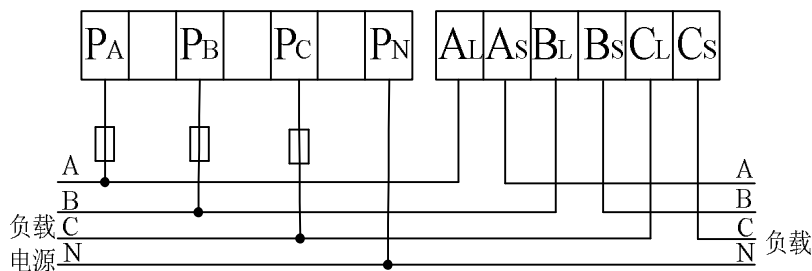 PA PB PC PN AL AS BL BS CL CS
A A
B B
负载 C C 负载
电源 N N